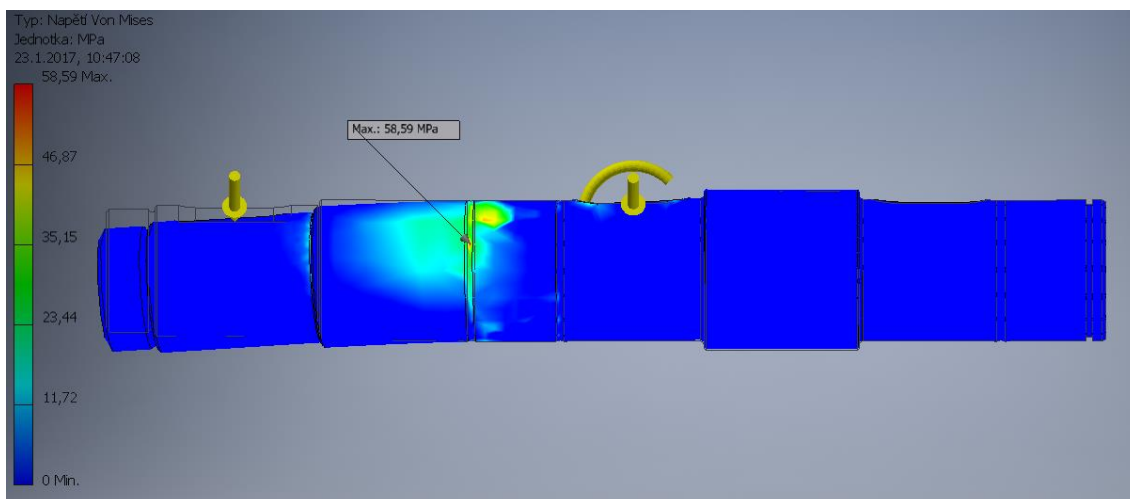 Typ: Napětí Von Mises
Jednotka: MPa
23.1.2017, 10:47:08
58,59 Max.
Max.: 58,59 MPa
46,87
35,15
23,44
11,72
0 Min.